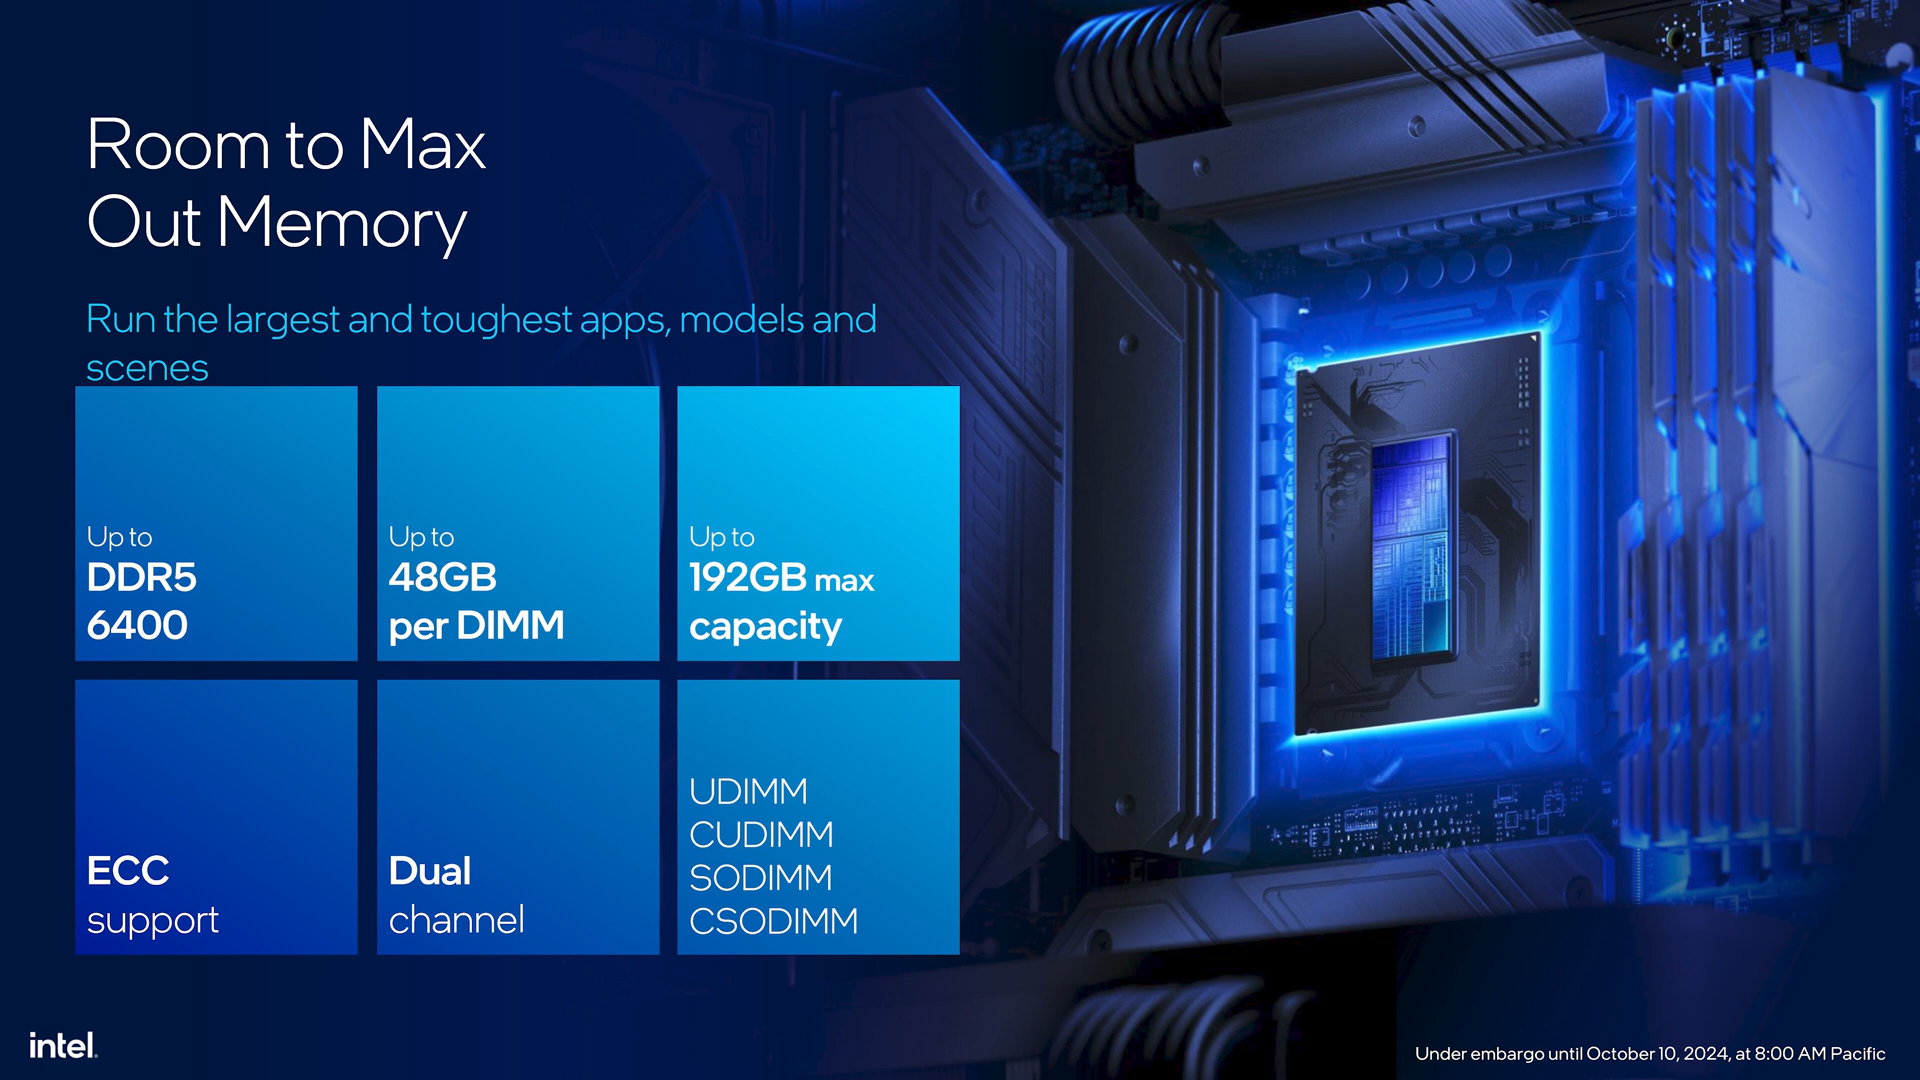 Room to Max
Out Memory
Run the largest and toughest apps, models and
scenes
Up to
DDR5
6400
Up to
48GB
per DIMM
Up to
192GB max
capacity
ECC
support
Dual
channel
UDIMM
CUDIMM
SODIMM
CSODIMM
intel.
Under embargo until October 10, 2024, at 8:00 AM Pacific